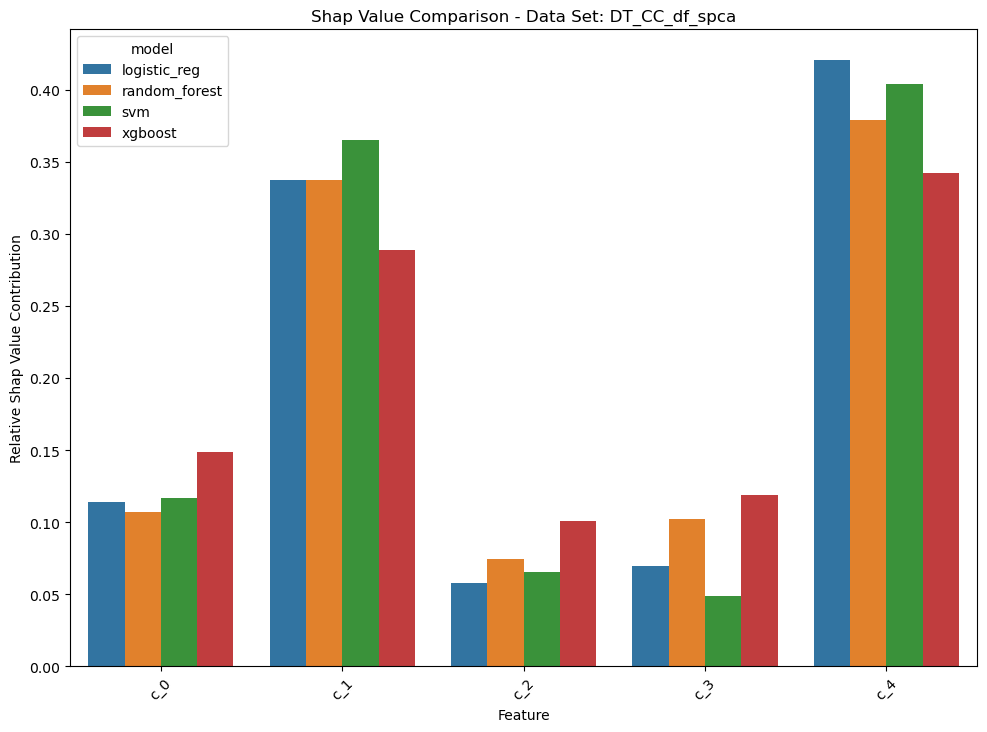 Shap Value Comparison - Data Set: DT_CC_df_spca
model
logistic_reg
random_forest
svm
xgboost
Relative Shap Value Contribution
0.40
0.35
0.30
0.25
0.20
0.15
0.10
0.05
0.00
c_0
c_1
c_2
c_3
c_4
Feature